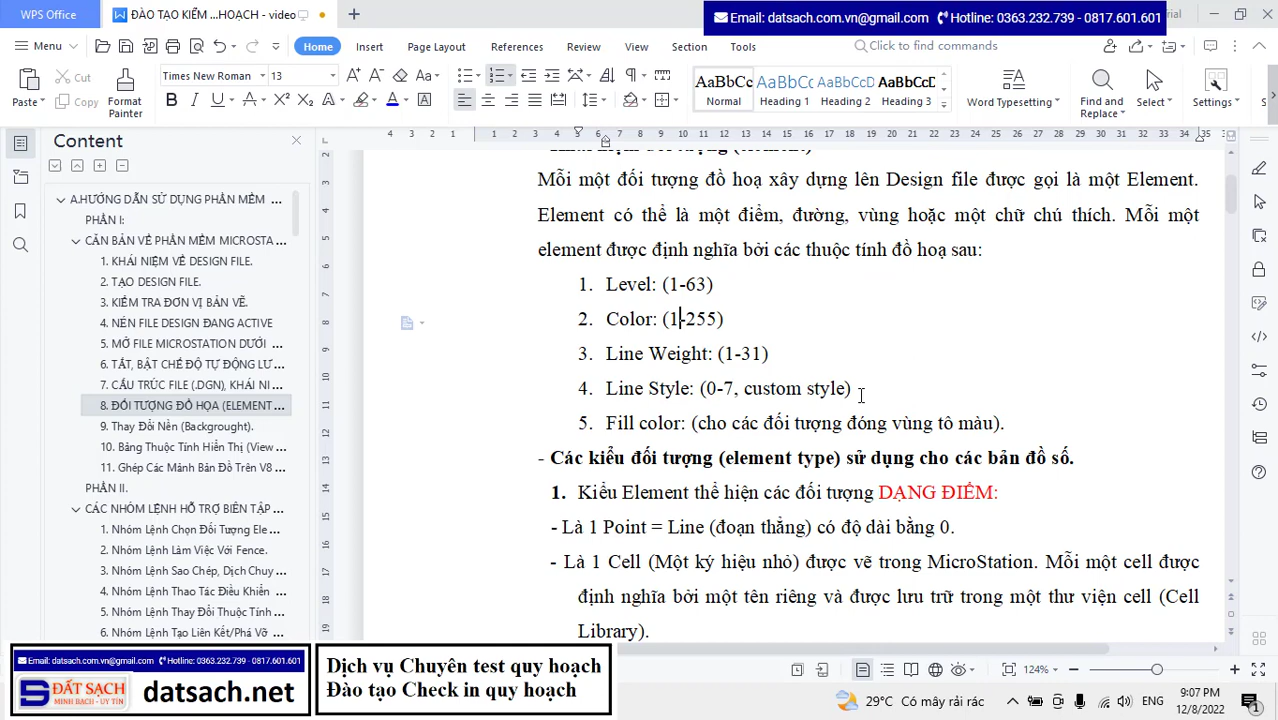 WPS Office
ĐÀO TẠO KIỂM ...HOẠCH - video
Email: datsach.com.vn@gmail.com Hotline: 0363.232.739 - 0817.601.601
Menu Home Insert Page Layout References Review View Section Tools Click to find commands
Paste
Cut
Copy
Format
Painter
Times New Roman 13
AaBbCc
Normal
AaBbC
Heading 1
AaBbCcD
Heading 2
AaBbCc
Heading 3
Word Typesetting
Find and
Replace
Select
Settings
Content
A.HƯỚNG DẪN SỬ DỤNG PHẦN MỀM ...
PHẦN I:
CĂN BẢN VỀ PHẦN MỀM MICROSTA ...
1. KHÁI NIỆM VỀ DESIGN FILE.
2. TẠO DESIGN FILE.
3. KIỂM TRA ĐƠN VỊ BẢN VẼ.
4. NÉN FILE DESIGN ĐANG ACTIVE
5. MỞ FILE MICROSTATION DƯỚI ...
6. TẮT, BẬT CHẾ ĐỘ TỰ ĐỘNG LƯ ...
7. CẤU TRÚC FILE (.DGN), KHÁI NI ...
8. ĐỐI TƯỢNG ĐỒ HỌA (ELEMENT ...
9. Thay Đổi Nền (Backgrought).
10. Bảng Thuộc Tính Hiển Thị (View ...
11. Ghép Các Mảnh Bản Đồ Trên V8 ...
PHẦN II.
CÁC NHÓM LỆNH HỖ TRỢ BIÊN TẬP ...
1. Nhóm Lệnh Chọn Đối Tượng Ele ...
2. Nhóm Lệnh Làm Việc Với Fence.
3. Nhóm Lệnh Sao Chép, Dịch Chuy ...
4. Nhóm Lệnh Thao Tác Điều Khiển ...
5. Nhóm Lệnh Thay Đổi Thuộc Tính ...
6. Nhóm Lệnh Tạo Liên Kết/Phá Vỡ ...
Mỗi một đối tượng đồ hoạ xây dựng lên Design file được gọi là một Element.
Element có thể là một điểm, đường, vùng hoặc một chữ chú thích. Mỗi một
element được định nghĩa bởi các thuộc tính đồ hoạ sau:
1. Level: (1-63)
2. Color: (1-255)
3. Line Weight: (1-31)
4. Line Style: (0-7, custom style)
5. Fill color: (cho các đối tượng đóng vùng tô màu).
- Các kiểu đối tượng (element type) sử dụng cho các bản đồ số.
1. Kiểu Element thể hiện các đối tượng DẠNG ĐIỂM:
- Là 1 Point = Line (đoạn thẳng) có độ dài bằng 0.
- Là 1 Cell (Một ký hiệu nhỏ) được vẽ trong MicroStation. Mỗi một cell được
định nghĩa bởi một tên riêng và được lưu trữ trong một thư viện cell (Cell
Library).
Email: datsach.com.vn@gmail.com Hotline: 0363.232.739 - 0817.601.601
ĐẤT SẠCH
MINH BẠCH - UY TÍN
datsach.net
Dịch vụ Chuyên test quy hoạch
Đào tạo Check in quy hoạch
124%
29°C Có mây rải rác
ENG
9:07 PM
12/8/2022